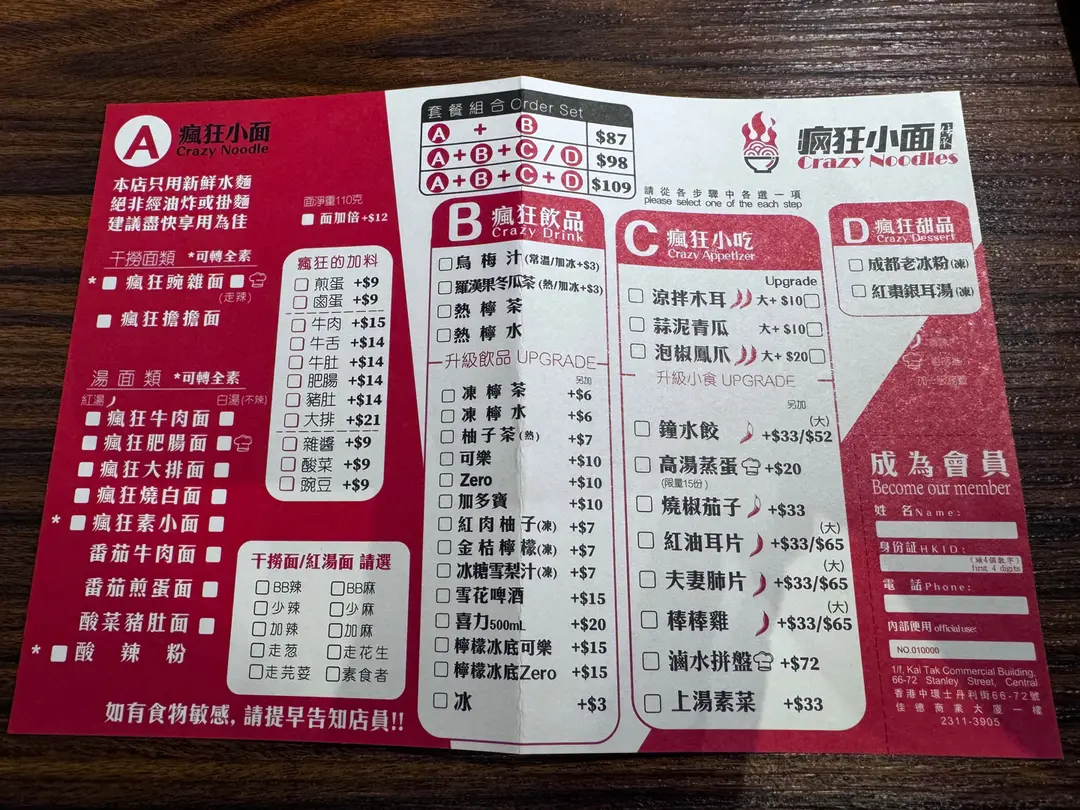 A 瘋狂小面
Crazy Noodle
本店只用新鮮水麵
絕非經油炸或掛麵
建議盡快享用為佳
面淨重110克
面加倍+$12
干撈面類 *可轉全素
* 瘋狂豌雜面
(走辣)
瘋狂擔擔面
湯面類 *可轉全素
紅湯 白湯(不辣)
瘋狂牛肉面
瘋狂肥腸面
瘋狂大排面
瘋狂燒白面
* 瘋狂素小面
番茄牛肉面
番茄煎蛋面
酸菜豬肚面
* 酸辣粉
瘋狂的加料
煎蛋 +$9
鹵蛋 +$9
牛肉 +$15
牛舌 +$14
牛肚 +$14
肥腸 +$14
豬肚 +$14
大排 +$21
雜醬 +$9
酸菜 +$9
豌豆 +$9
干撈面/紅湯面 請選
BB辣 BB麻
少辣 少麻
加辣 加麻
走葱 走花生
走芫荽 素食者
如有食物敏感, 請提早告知店員!!
套餐組合 Order Set
A + B $87
A+B+C/D $98
A+B+C+D $109
請從各步驟中各選一項
please select one of the each step
瘋狂小面
Crazy Noodles
B 瘋狂飲品
Crazy Drink
烏梅汁(常溫/加冰+$3)
羅漢果冬瓜茶(熱/加冰+$3)
熱檸茶
熱檸水
升級飲品 UPGRADE
另加
凍檸茶 +$6
凍檸水 +$6
柚子茶(熱) +$7
可樂 +$10
Zero +$10
加多寶 +$10
紅肉柚子(凍) +$7
金桔檸檬(凍) +$7
冰糖雪梨汁(凍) +$7
雪花啤酒 +$15
喜力500mL +$20
檸檬冰底可樂 +$15
檸檬冰底Zero +$15
冰 +$3
C 瘋狂小吃
Crazy Appetizer
Upgrade
涼拌木耳 大+ $10
蒜泥青瓜 大+ $10
泡椒鳳爪 大+ $20
升級小食 UPGRADE
另加
(大)
鐘水餃 +$33/$52
高湯蒸蛋 +$20
(限量15份)
燒椒茄子 +$33
(大)
紅油耳片 +$33/$65
(大)
夫妻肺片 +$33/$65
(大)
棒棒雞 +$33/$65
滷水拼盤 +$72
上湯素菜 +$33
D 瘋狂甜品
Crazy Dessert
成都老冰粉(凍)
紅棗銀耳湯(凍)
成為會員
Become our member
姓 名Name:
身份証HKID:
(頭4個數字)
first 4 digits
電 話Phone:
內部使用 official use:
NO.010000
1/f, Kai Tak Commercial Building,
66-72 Stanley Street, Central
香港中環士丹利街66-72號
佳德商業大廈一樓
2311-3905